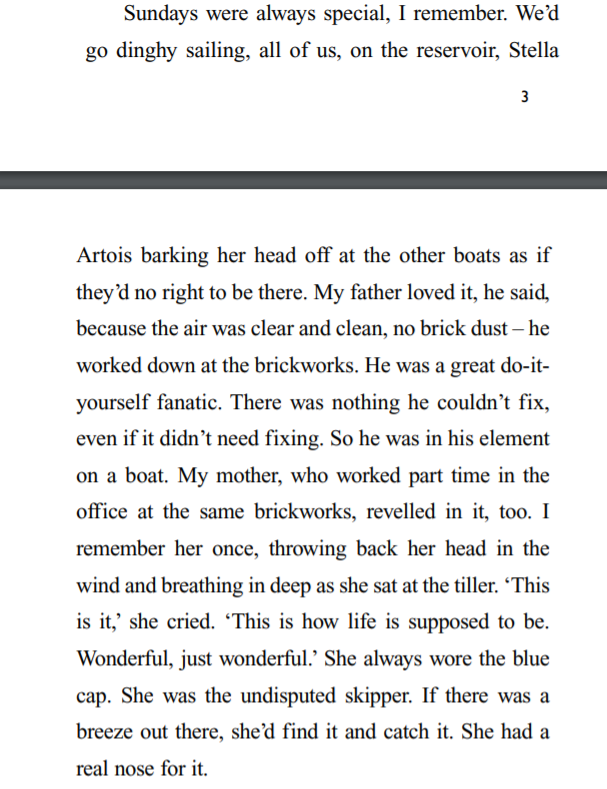 Sundays were always special, I remember. We’d
go dinghy sailing, all of us, on the reservoir, Stella
3
Artois barking her head off at the other boats as if
they’d no right to be there. My father loved it, he said,
because the air was clear and clean, no brick dust – he
worked down at the brickworks. He was a great do-it-
yourself fanatic. There was nothing he couldn’t fix,
even if it didn’t need fixing. So he was in his element
on a boat. My mother, who worked part time in the
office at the same brickworks, revelled in it, too. I
remember her once, throwing back her head in the
wind and breathing in deep as she sat at the tiller. ‘This
is it,’ she cried. ‘This is how life is supposed to be.
Wonderful, just wonderful.’ She always wore the blue
cap. She was the undisputed skipper. If there was a
breeze out there, she’d find it and catch it. She had a
real nose for it.